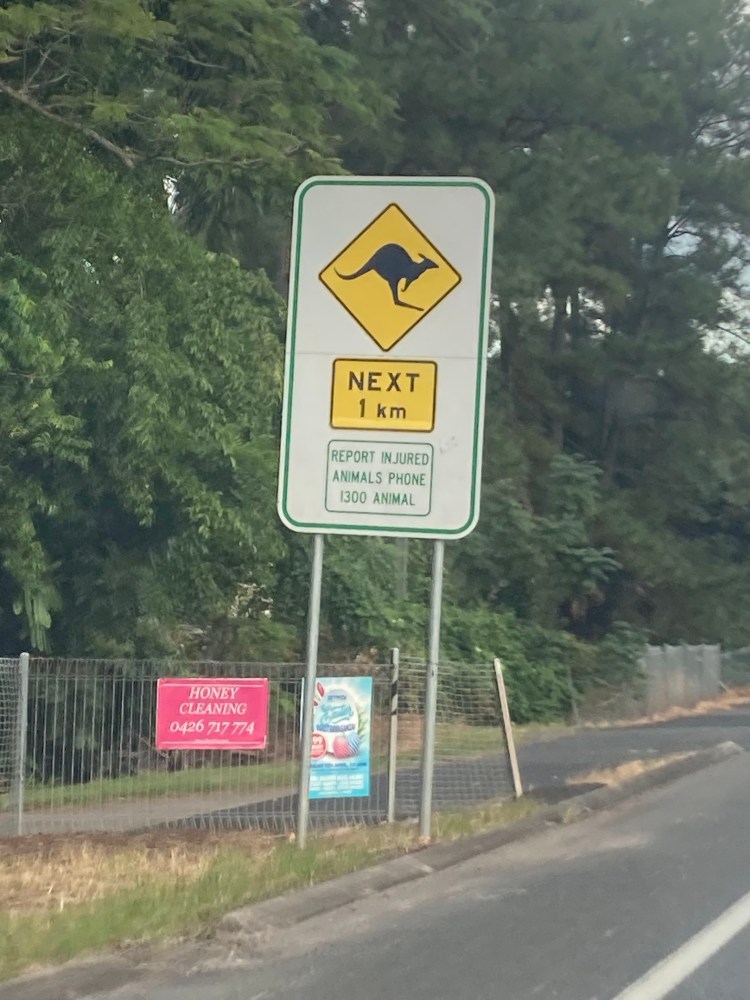 NEXT
1 km
REPORT INJURED
ANIMALS PHONE
1300 ANIMAL
HONEY
CLEANING
0426 717 774